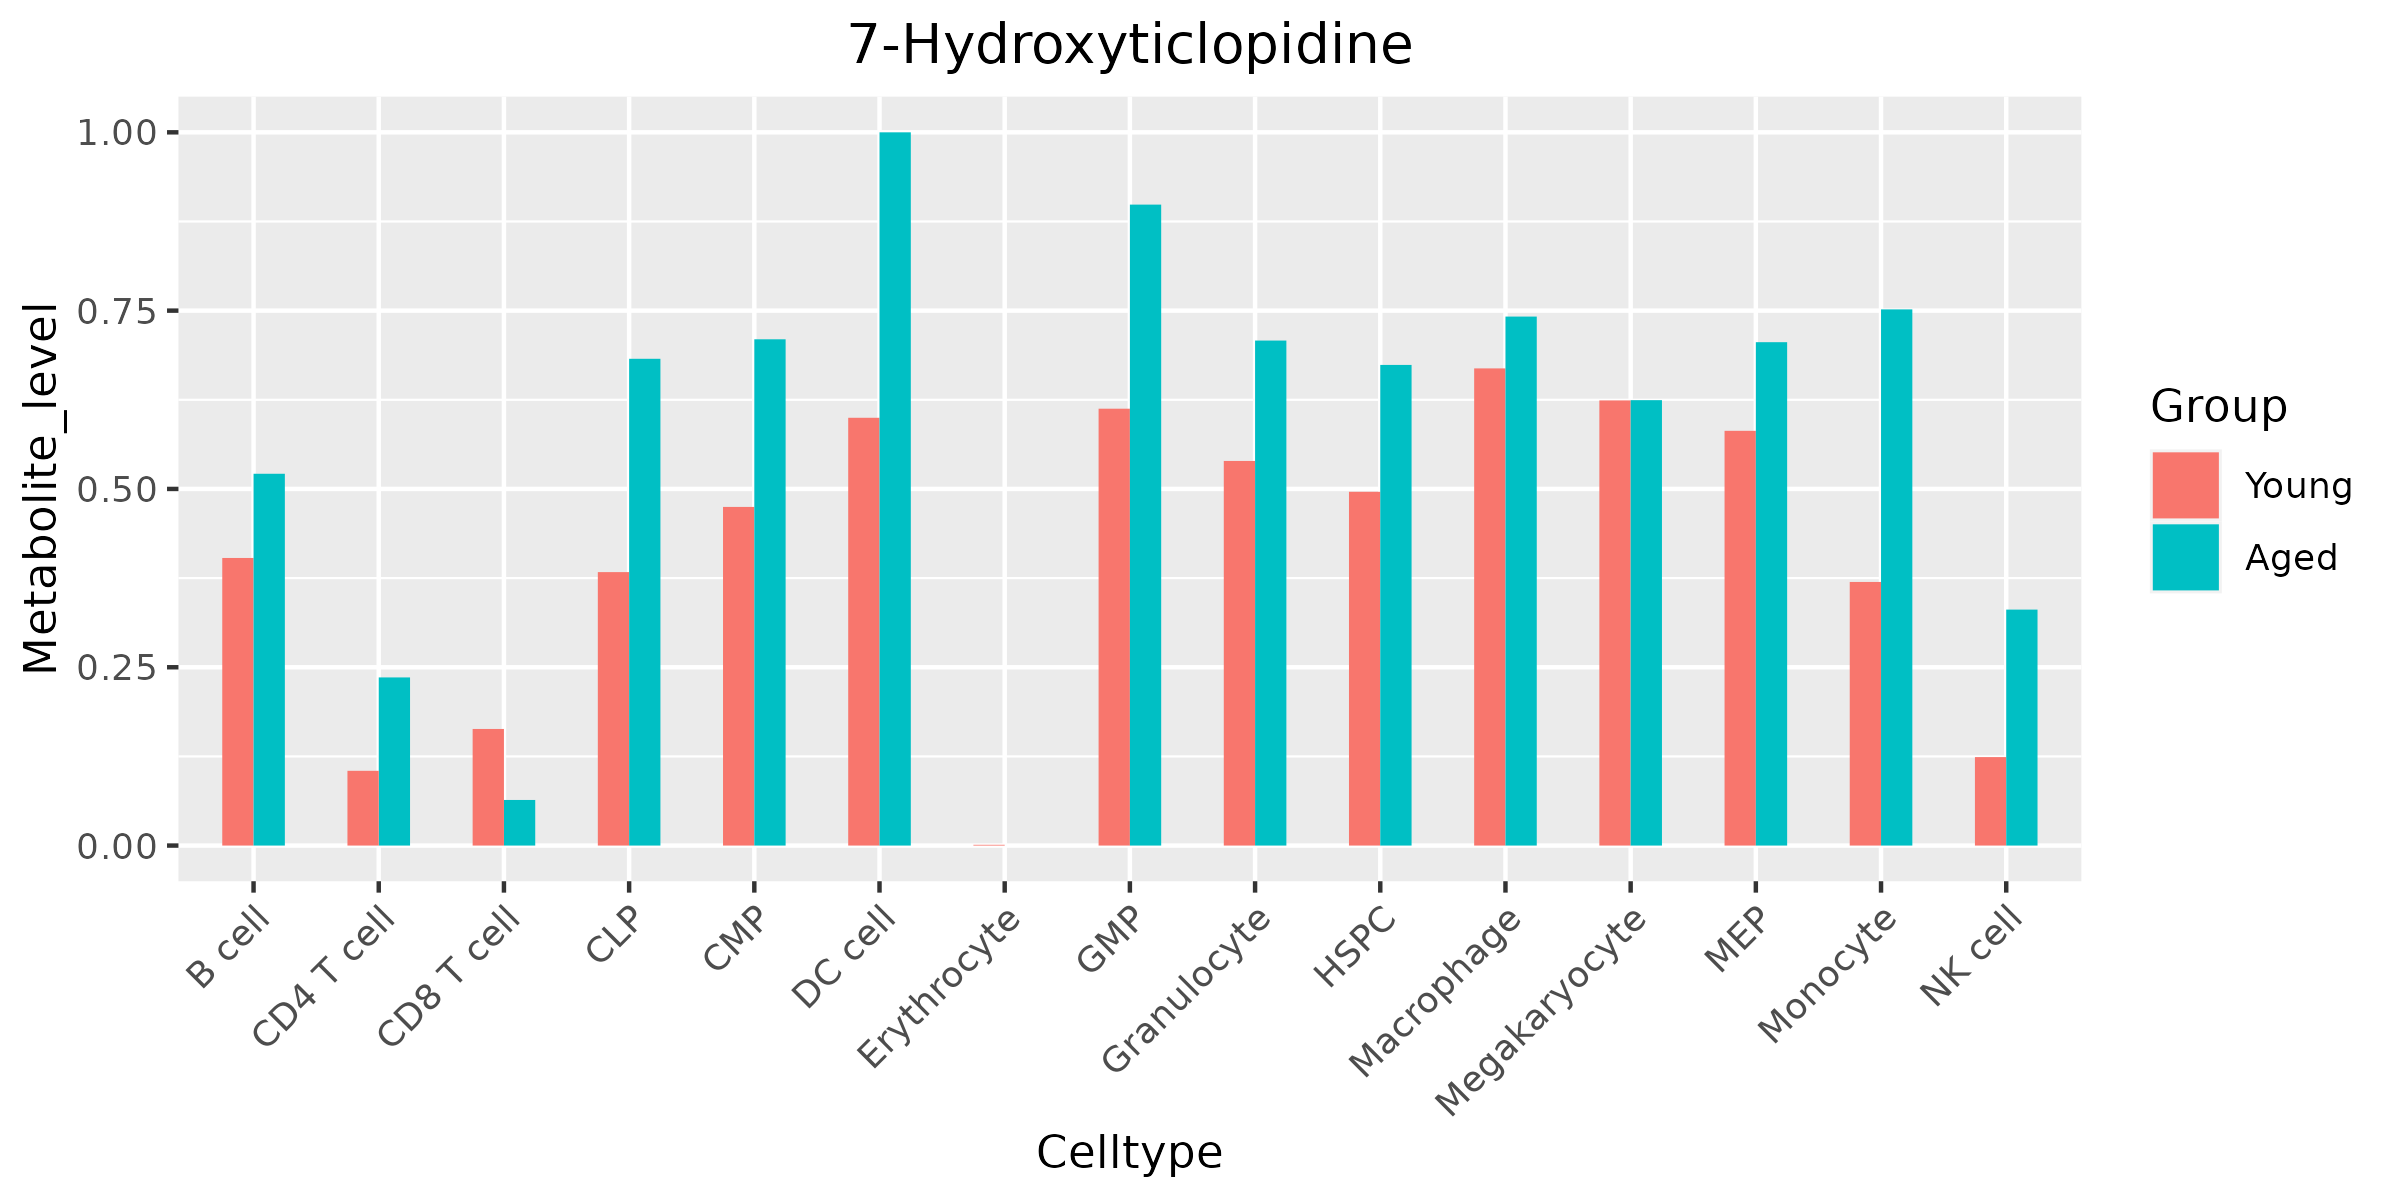 7-Hydroxyticlopidine
Metabolite_level
1.00
0.75
0.50
0.25
0.00
B cell
CD4 T cell
CD8 T cell
CLP
CMP
DC cell
Erythrocyte
GMP
Granulocyte
HSPC
Macrophage
Megakaryocyte
MEP
Monocyte
NK cell
Celltype
Group
Young
Aged